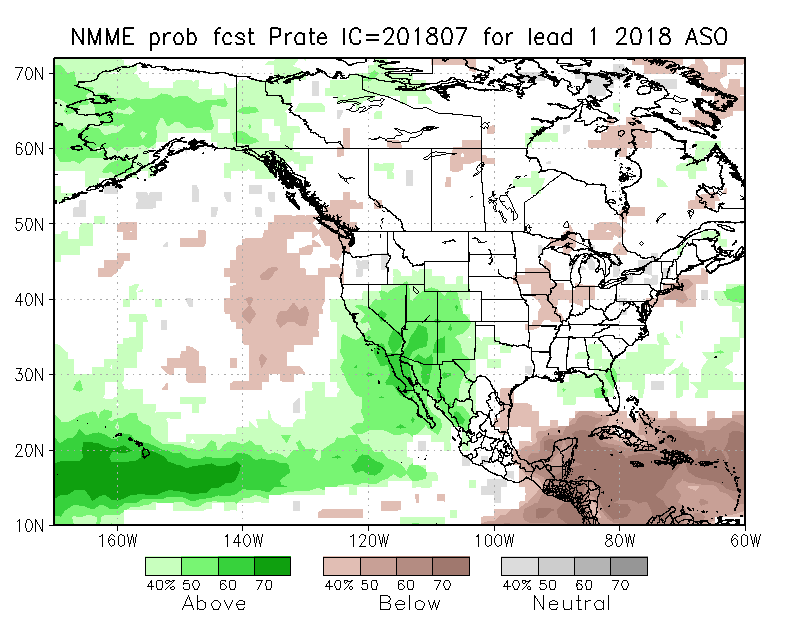 NMME prob fcst Prate IC=201807 for lead 1 2018 ASO
70N
60N
50N
40N
30N
20N
10N
160W 140W 120W 100W 80W 60W
40% 50 60 70 40% 50 60 70 40% 50 60 70
Above Below Neutral